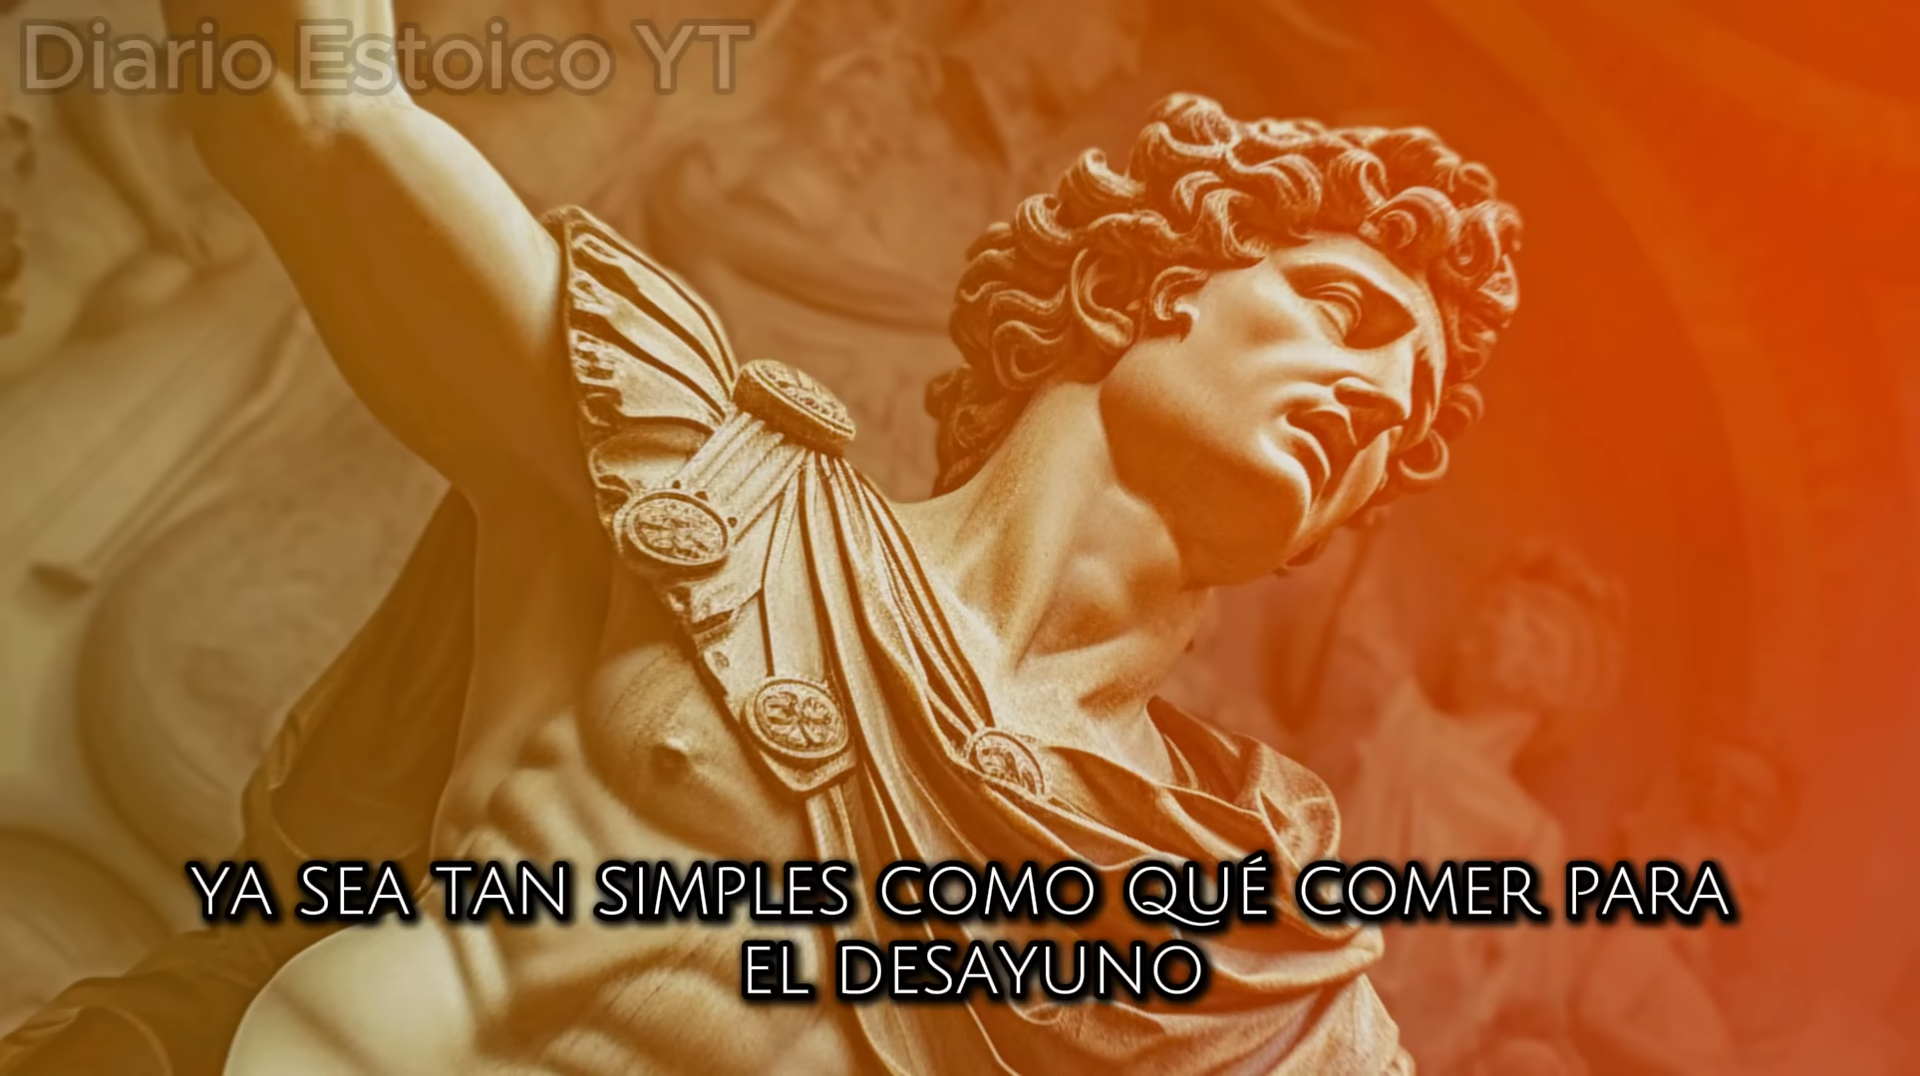 Diario Estoico YT
YA SEA TAN SIMPLES COMO QUÉ COMER PARA
EL DESAYUNO